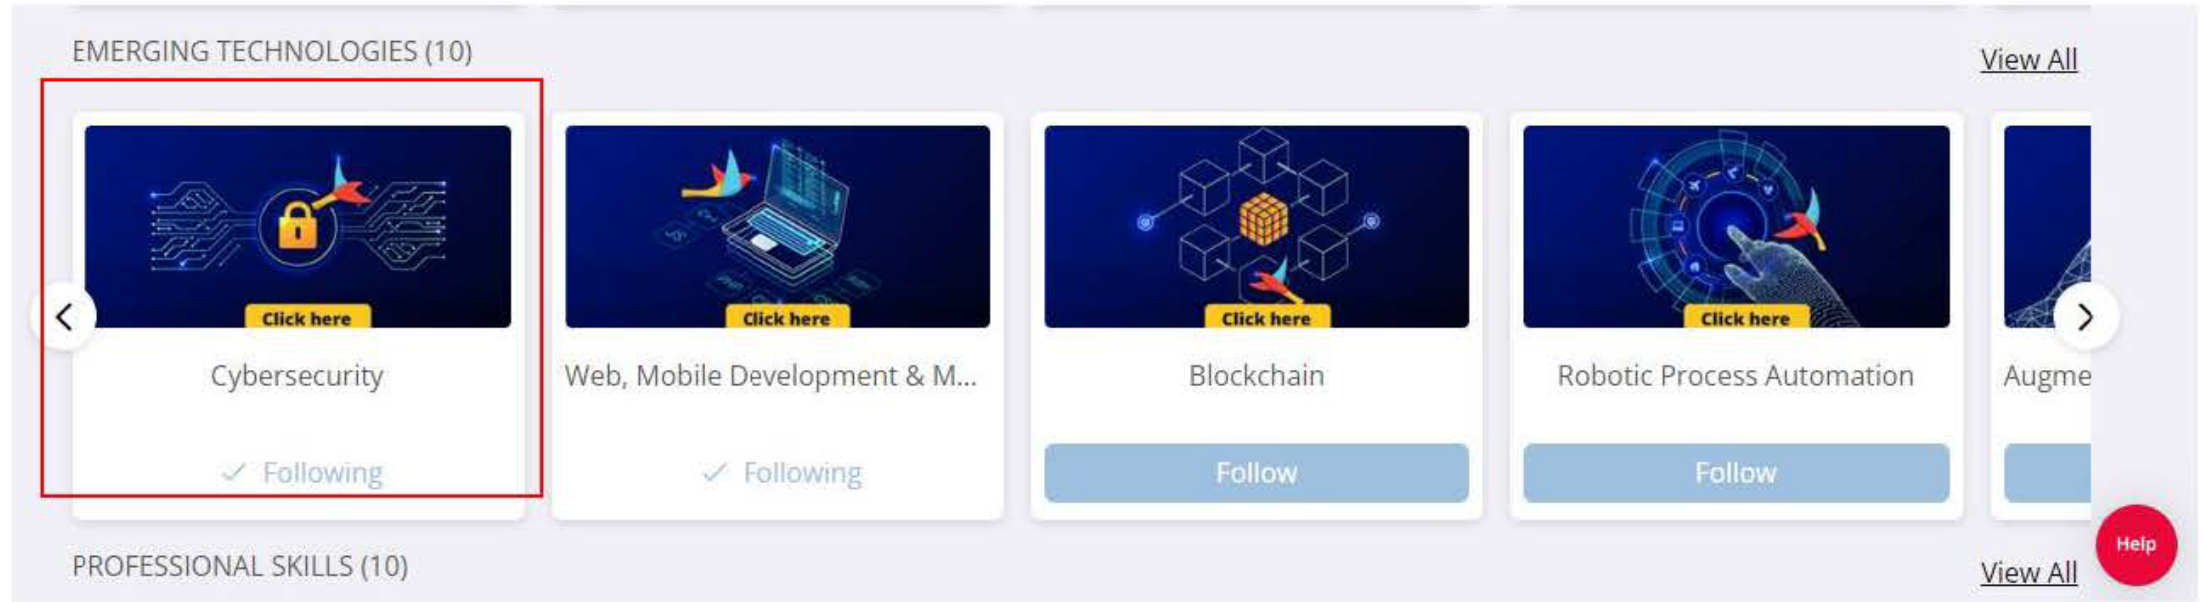 EMERGING TECHNOLOGIES (10)
View All
Click here
Click here
Click here
Click here
Cybersecurity
Web, Mobile Development & M...
Blockchain
Robotic Process Automation
Augme
Following
Following
Follow
Follow
Help
PROFESSIONAL SKILLS (10)
View All